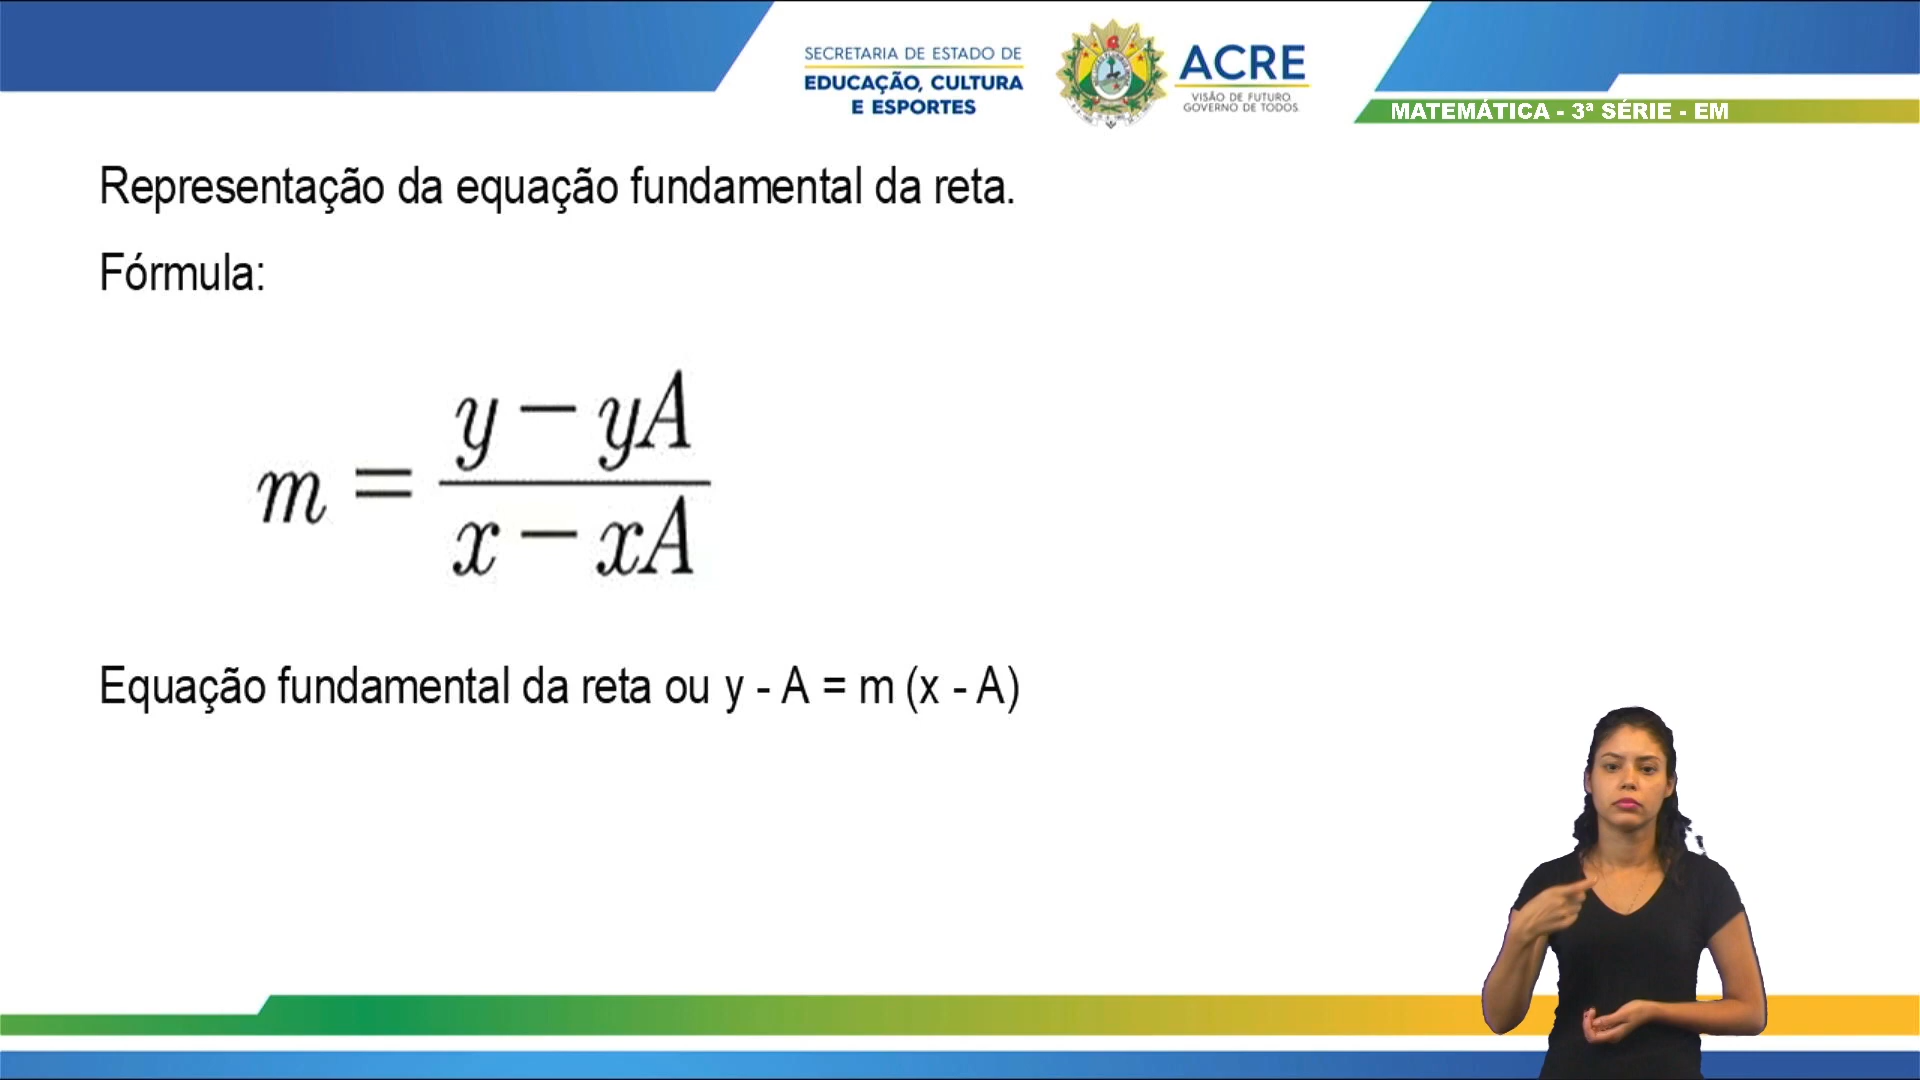 SECRETARIA DE ESTADO DE
EDUCAÇÃO, CULTURA
E ESPORTES
ACRE
VISÃO DE FUTURO.
GOVERNO DE TODOS.
MATEMÁTICA - 3ª SÉRIE - EM
Representação da equação fundamental da reta.
Fórmula:
m = \frac{y - yA}{x - xA}
Equação fundamental da reta ou y - A = m (x - A)